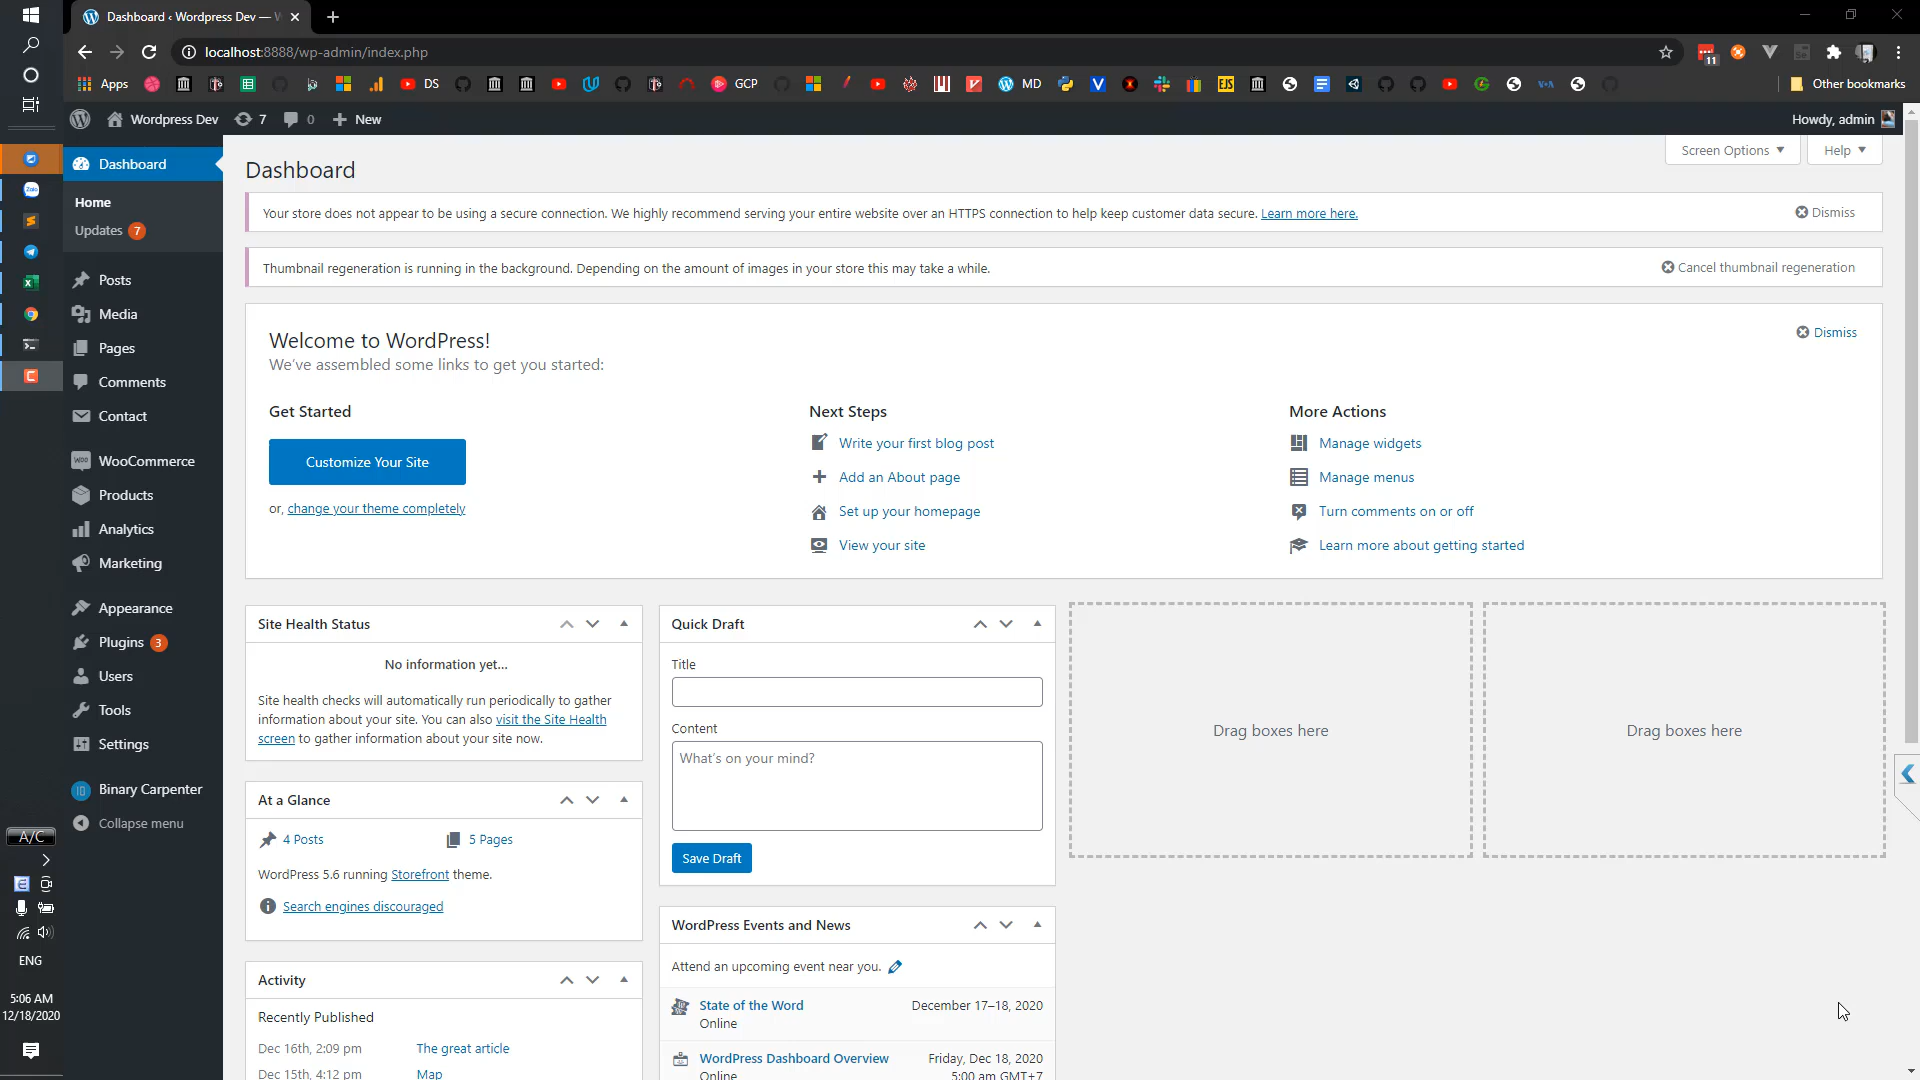 Dashboard ‹ Wordpress Dev — W
localhost:8888/wp-admin/index.php
11
Apps
DS
GCP
EJS
MD
Other bookmarks
Wordpress Dev
7
0
New
Howdy, admin
Dashboard
Home
Updates 7
Posts
Media
Pages
Comments
Contact
WooCommerce
Products
Analytics
Marketing
Appearance
Plugins 3
Users
Tools
Settings
Binary Carpenter
Collapse menu
Dashboard
Screen Options
Help
Your store does not appear to be using a secure connection. We highly recommend serving your entire website over an HTTPS connection to help keep customer data secure. Learn more here.
Dismiss
Thumbnail regeneration is running in the background. Depending on the amount of images in your store this may take a while.
Cancel thumbnail regeneration
Welcome to WordPress!
We've assembled some links to get you started:
Dismiss
Get Started
Customize Your Site
or, change your theme completely
Next Steps
Write your first blog post
Add an About page
Set up your homepage
View your site
More Actions
Manage widgets
Manage menus
Turn comments on or off
Learn more about getting started
Site Health Status
No information yet...
Site health checks will automatically run periodically to gather
information about your site. You can also visit the Site Health
screen to gather information about your site now.
At a Glance
4 Posts
5 Pages
WordPress 5.6 running Storefront theme.
Search engines discouraged
Activity
Recently Published
Dec 16th, 2:09 pm
The great article
Dec 15th, 4:12 pm
Map
Quick Draft
Title
Content
What's on your mind?
Save Draft
WordPress Events and News
Attend an upcoming event near you.
State of the Word
December 17–18, 2020
Online
WordPress Dashboard Overview
Friday, Dec 18, 2020
Online
5:00 am GMT+7
Drag boxes here
Drag boxes here
A/C
ENG
5:06 AM
12/18/2020